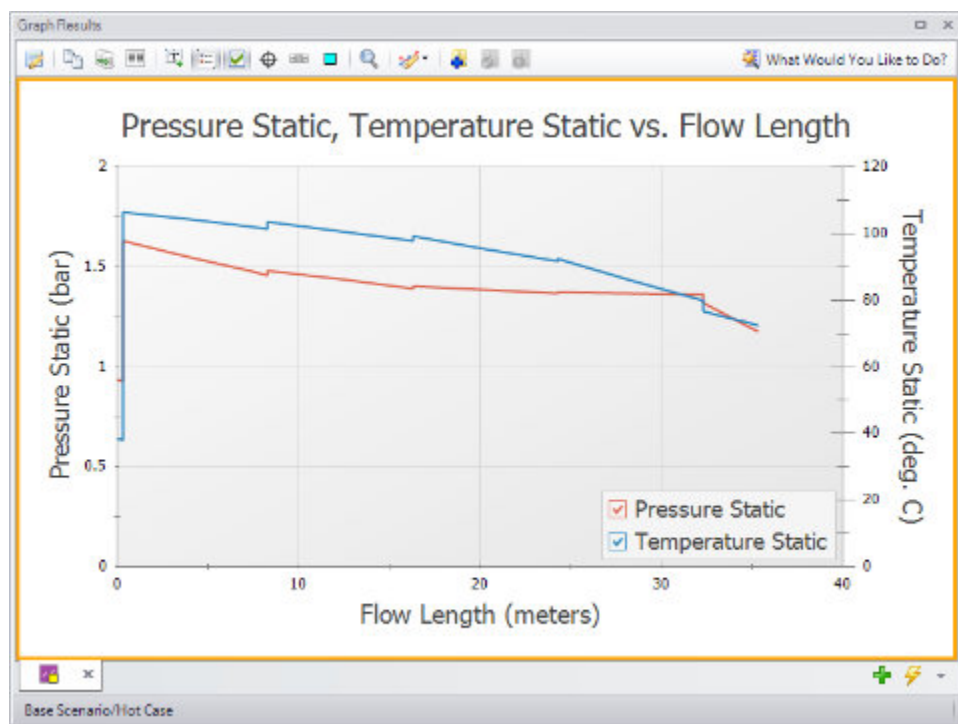 Graph Results
What Would You Like to Do?
Pressure Static, Temperature Static vs. Flow Length
2
1.5
1
0.5
0
Pressure Static (bar)
120
100
80
60
40
20
0
Temperature Static (deg. C)
Pressure Static
Temperature Static
0
10
20
30
40
Flow Length (meters)
Base Scenario/Hot Case